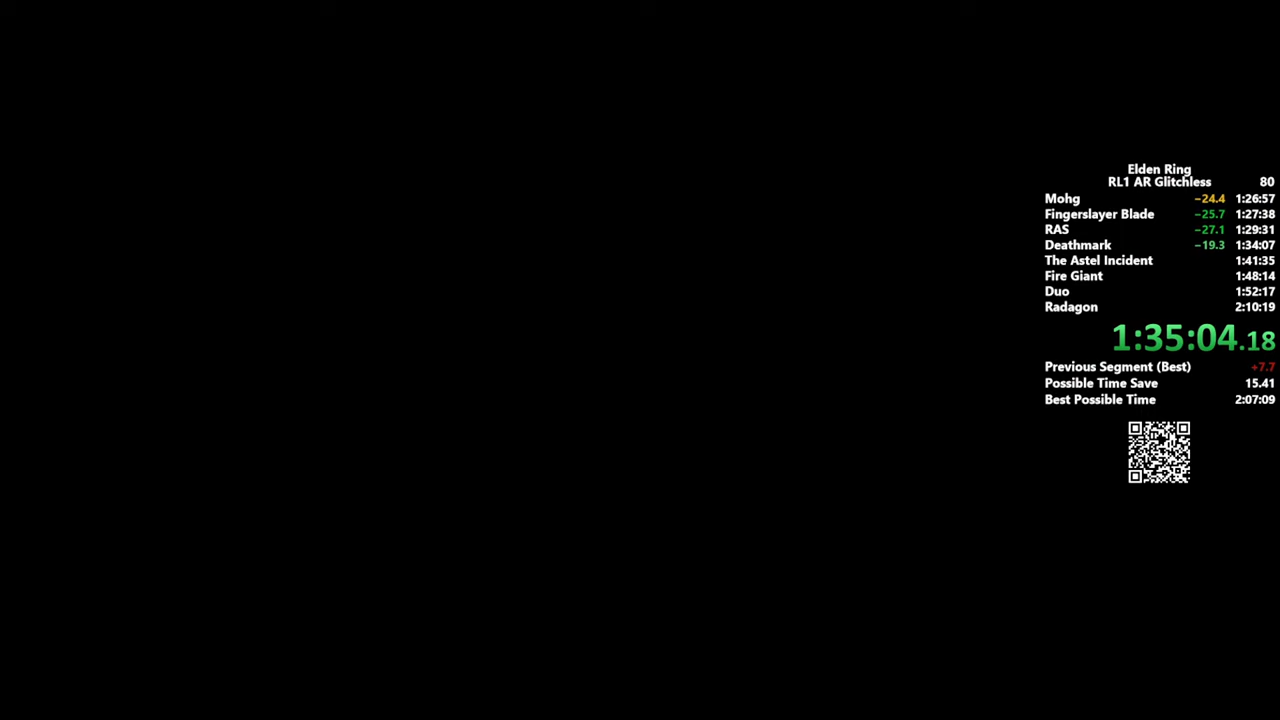 Elden Ring
RL1 AR Glitchless 80
Mohg -24.4 1:26:57
Fingerslayer Blade -25.7 1:27:38
RAS -27.1 1:29:31
Deathmark -19.3 1:34:07
The Astel Incident 1:41:35
Fire Giant 1:48:14
Duo 1:52:17
Radagon 2:10:19
1:35:04.18
Previous Segment (Best) +7.7
Possible Time Save 15.41
Best Possible Time 2:07:09